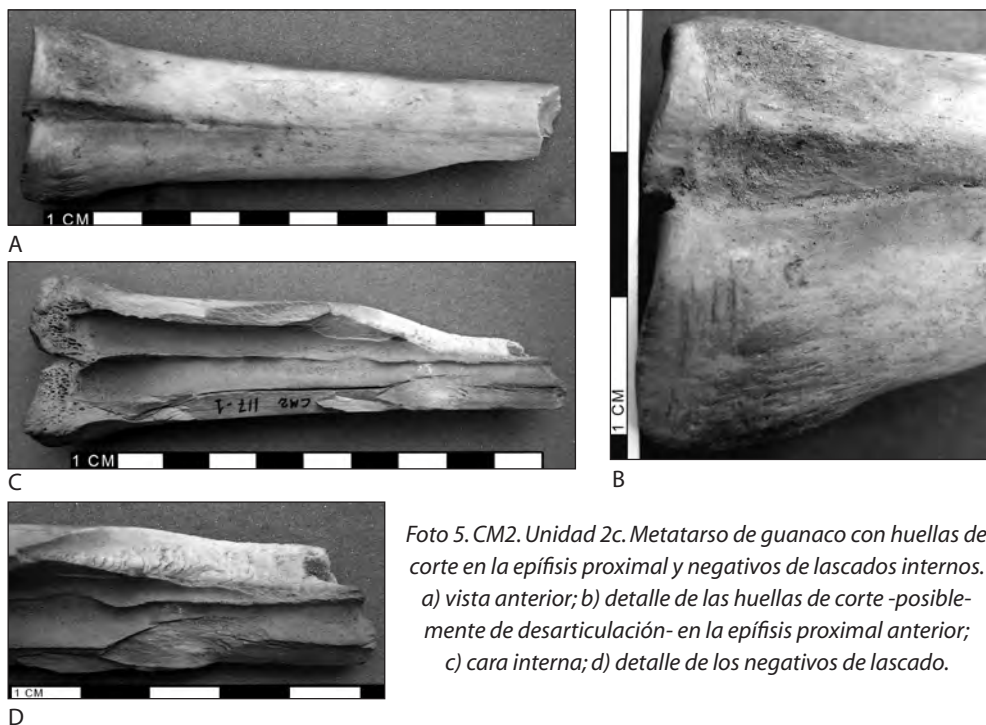 1 CM
A
1 CM
B
CM2 117-1
1 CM
C
1 CM
D
Foto 5. CM2. Unidad 2c. Metatarso de guanaco con huellas de
corte en la epífisis proximal y negativos de lascados internos.
a) vista anterior; b) detalle de las huellas de corte -posible-
mente de desarticulación- en la epífisis proximal anterior;
c) cara interna; d) detalle de los negativos de lascado.